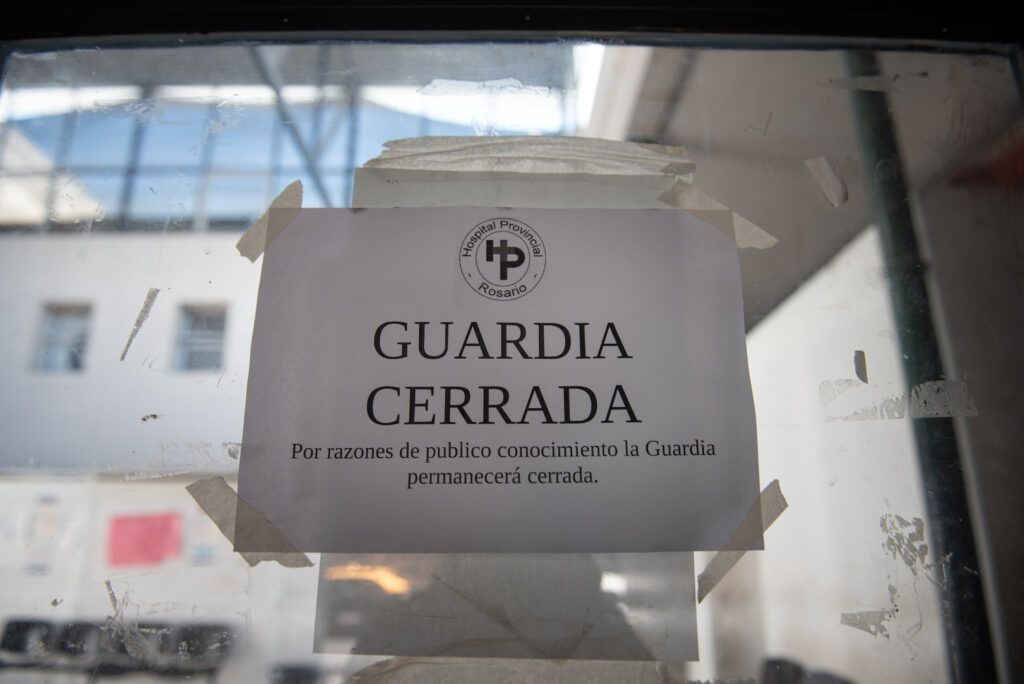 Hospital Provincial
HP
- Rosario -
GUARDIA
CERRADA
Por razones de publico conocimiento la Guardia
permanecerá cerrada.